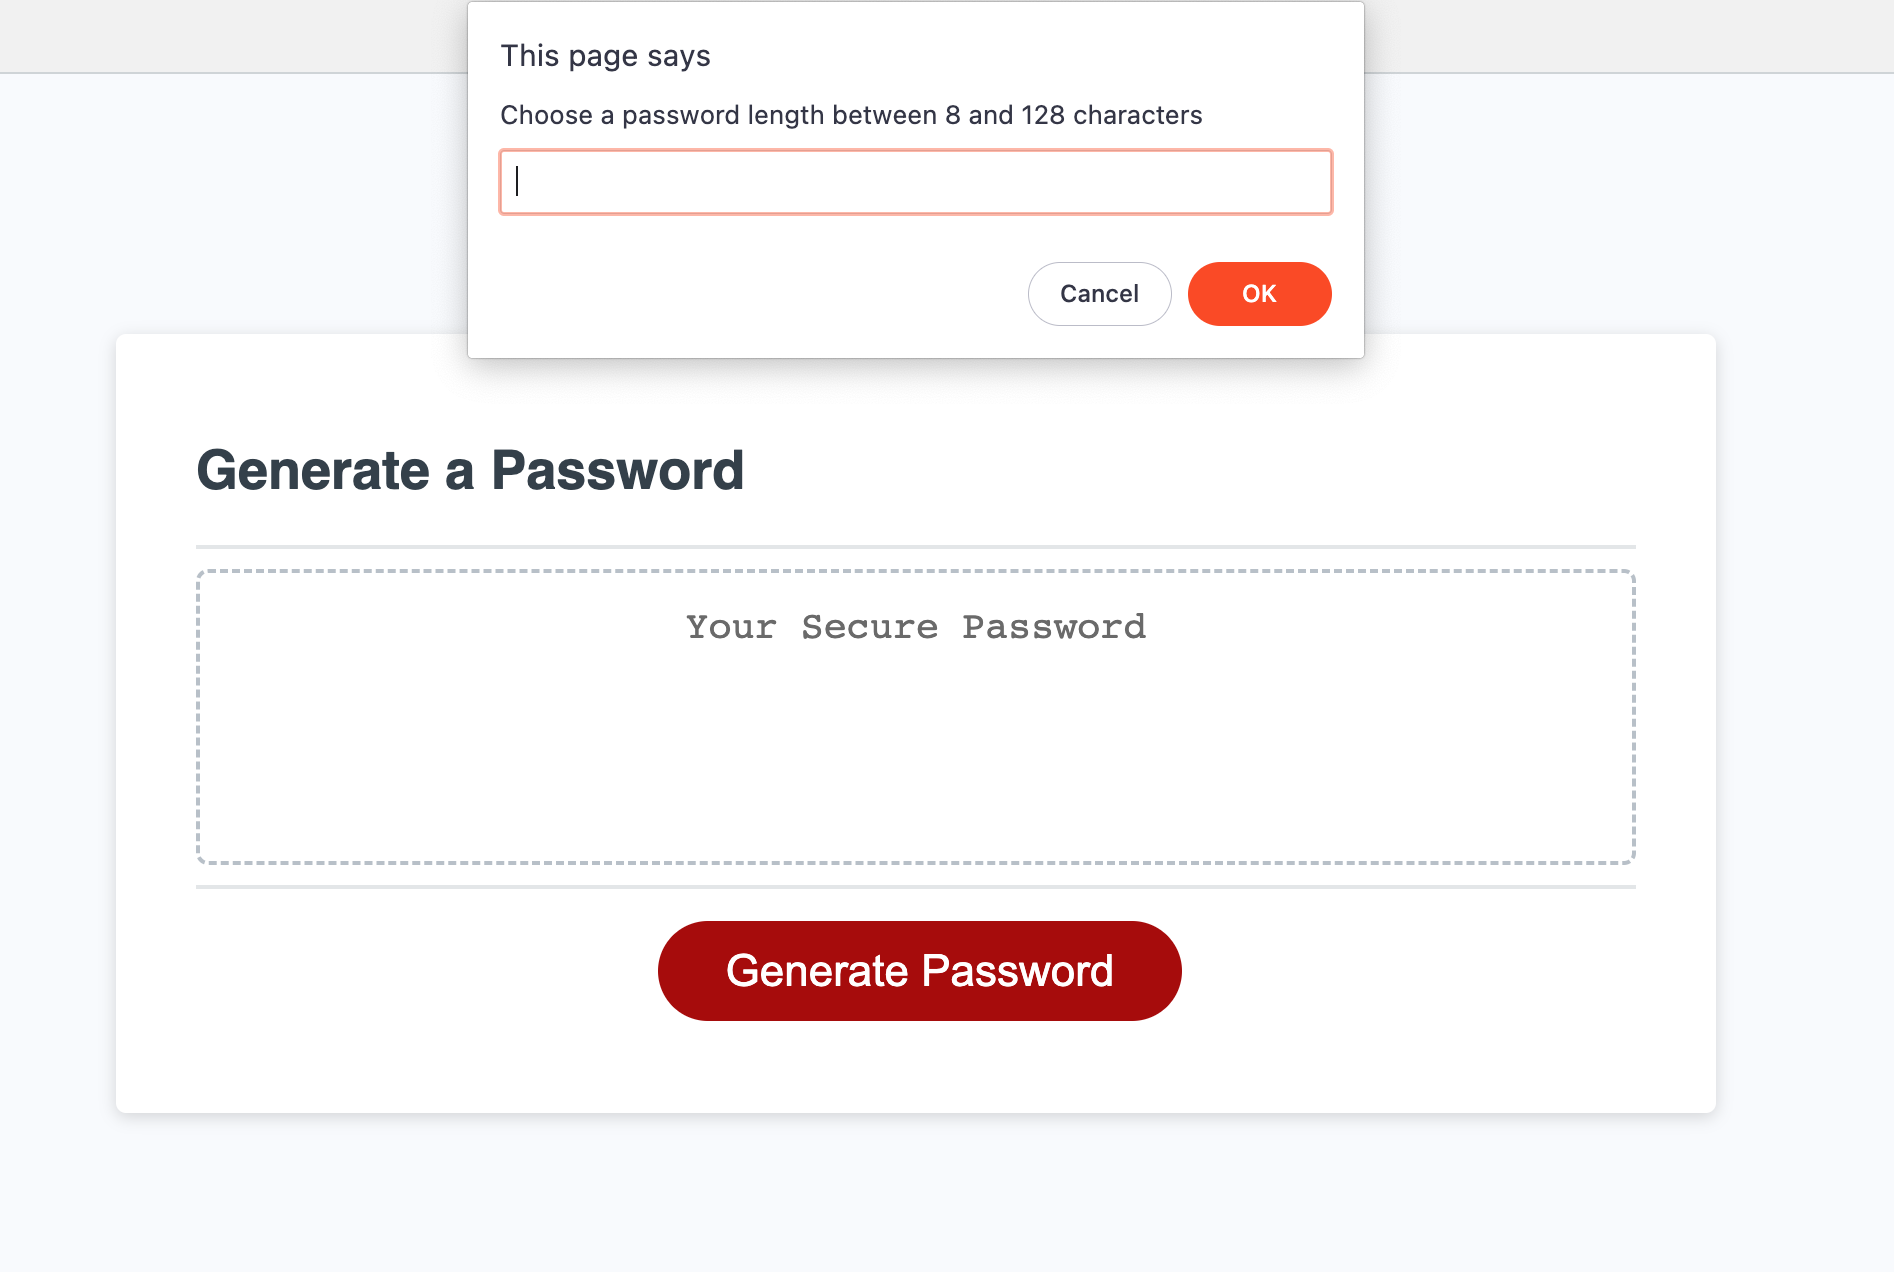 This page says
Choose a password length between 8 and 128 characters
Cancel
OK
Generate a Password
Your Secure Password
Generate Password